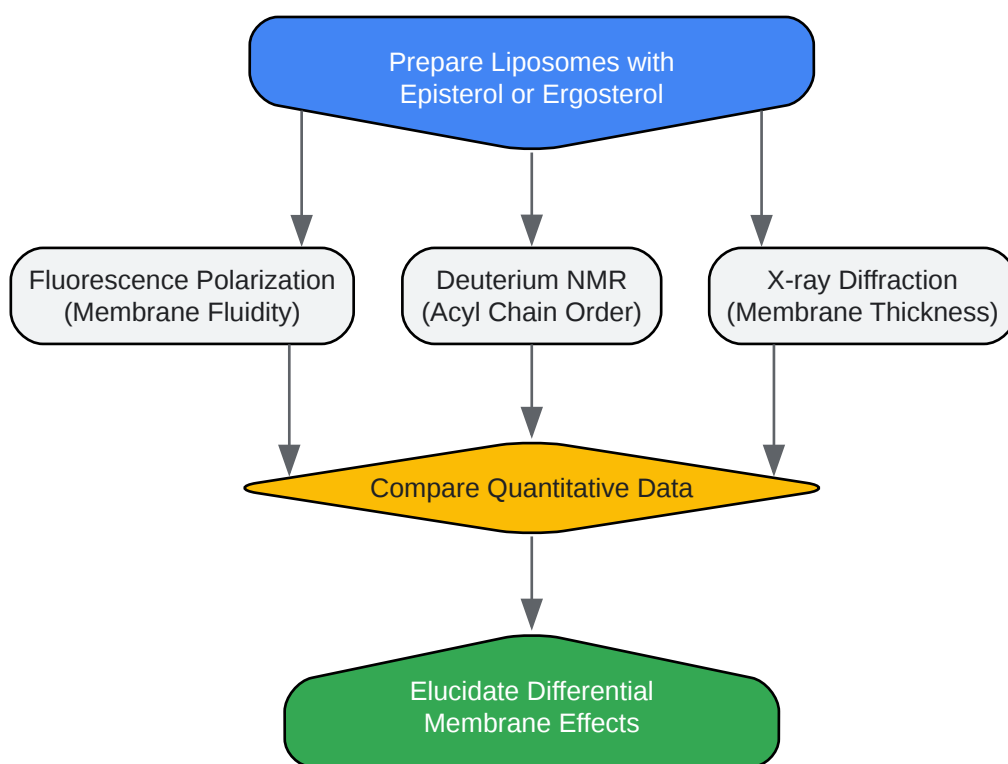 Prepare Liposomes with
Episterol or Ergosterol
Fluorescence Polarization
(Membrane Fluidity)
Deuterium NMR
(Acyl Chain Order)
X-ray Diffraction
(Membrane Thickness)
Compare Quantitative Data
Elucidate Differential
Membrane Effects